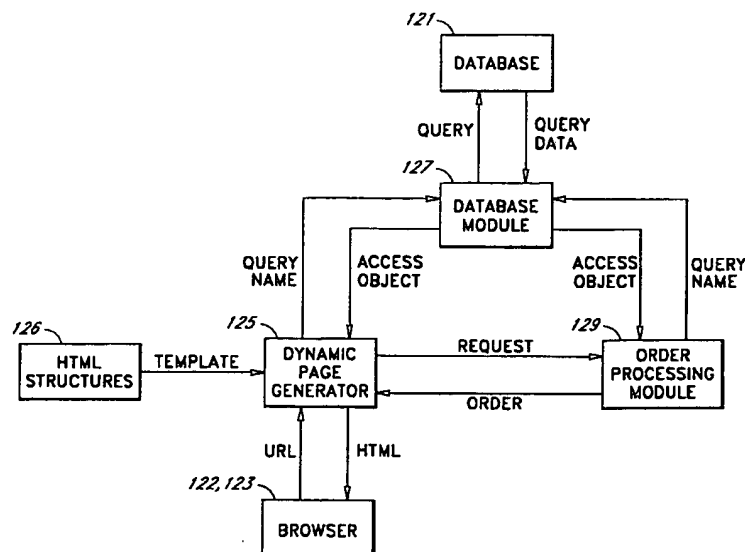 121
DATABASE
QUERY
QUERY
DATA
127
DATABASE
MODULE
QUERY
NAME
ACCESS
OBJECT
ACCESS
OBJECT
QUERY
NAME
126
HTML
STRUCTURES
TEMPLATE
125
DYNAMIC
PAGE
GENERATOR
REQUEST
ORDER
129
ORDER
PROCESSING
MODULE
URL
HTML
122,123
BROWSER